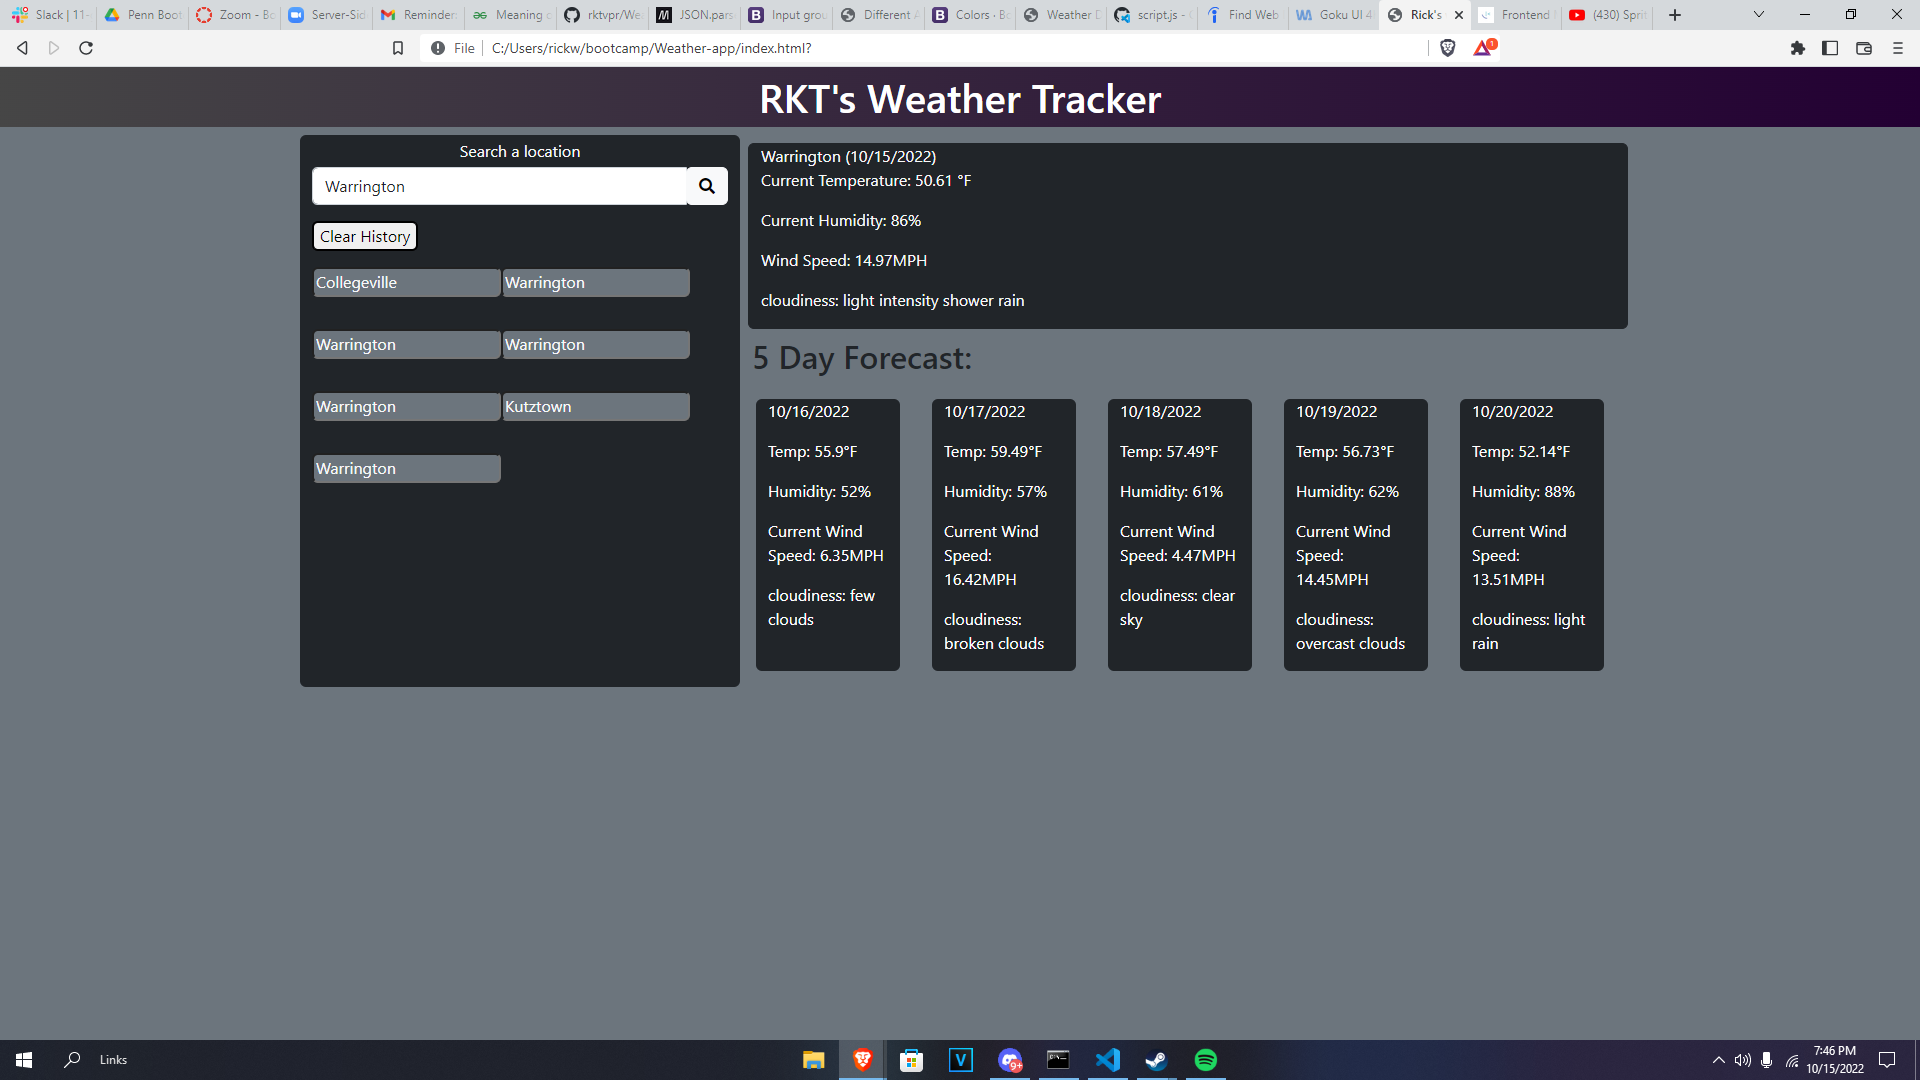 Slack | 11-
Penn Boot
Zoom - Bo
Server-Sid
Reminder:
Meaning o
rktvpr/We
JSON.pars
Input grou
Different A
Colors · Bo
Weather D
script.js - 
Find Web
Goku UI 4
Rick's
Frontend
(430) Sprit
File
C:/Users/rickw/bootcamp/Weather-app/index.html?
1
RKT's Weather Tracker
Search a location
Warrington
Clear History
Collegeville
Warrington
Warrington
Warrington
Warrington
Kutztown
Warrington
Warrington (10/15/2022)
Current Temperature: 50.61 °F
Current Humidity: 86%
Wind Speed: 14.97MPH
cloudiness: light intensity shower rain
5 Day Forecast:
10/16/2022
Temp: 55.9°F
Humidity: 52%
Current Wind
Speed: 6.35MPH
cloudiness: few
clouds
10/17/2022
Temp: 59.49°F
Humidity: 57%
Current Wind
Speed:
16.42MPH
cloudiness:
broken clouds
10/18/2022
Temp: 57.49°F
Humidity: 61%
Current Wind
Speed: 4.47MPH
cloudiness: clear
sky
10/19/2022
Temp: 56.73°F
Humidity: 62%
Current Wind
Speed:
14.45MPH
cloudiness:
overcast clouds
10/20/2022
Temp: 52.14°F
Humidity: 88%
Current Wind
Speed:
13.51MPH
cloudiness: light
rain
Links
V
9+
7:46 PM
10/15/2022